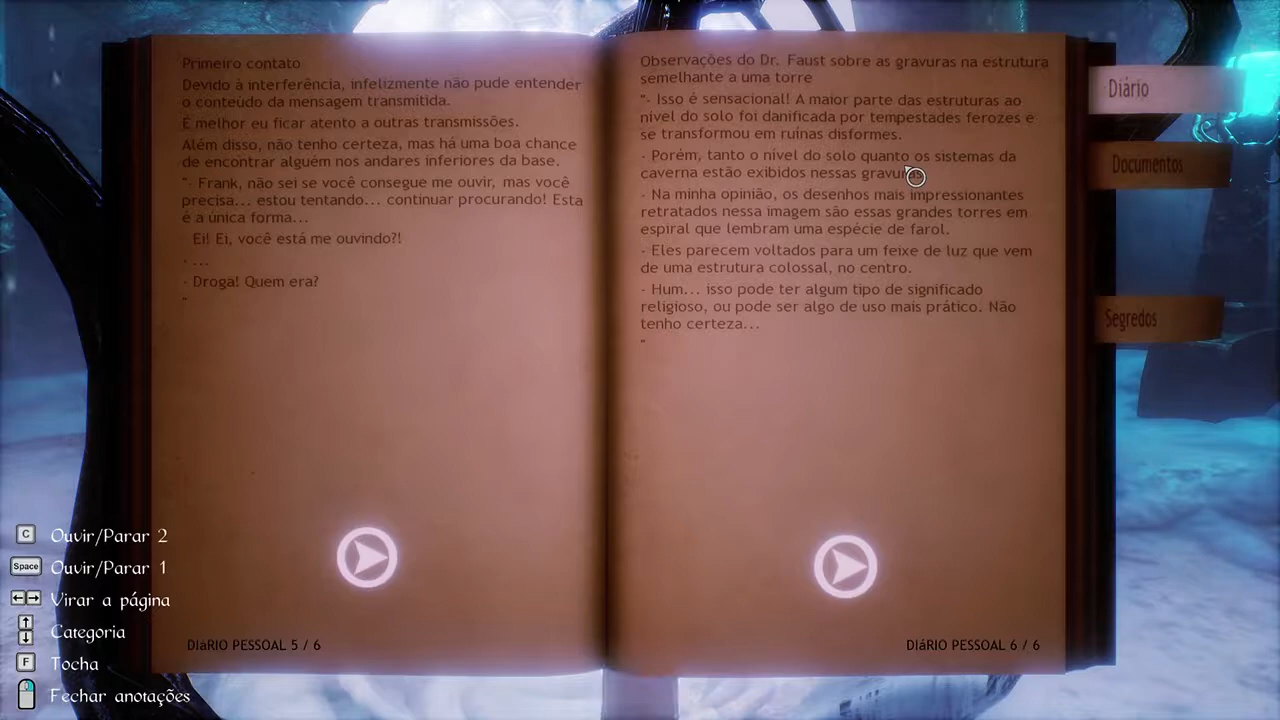 Primeiro contato
Devido à interferência, infelizmente não pude entender
o conteúdo da mensagem transmitida.
É melhor eu ficar atento a outras transmissões.
Além disso, não tenho certeza, mas há uma boa chance
de encontrar alguém nos andares inferiores da base.
"- Frank, não sei se você consegue me ouvir, mas você
precisa... estou tentando... continuar procurando! Esta
é a única forma...
Ei! Ei, você está me ouvindo?!
- ...
- Droga! Quem era?
"
DIáRIO PESSOAL 5 / 6
Observações do Dr. Faust sobre as gravuras na estrutura
semelhante a uma torre
"- Isso é sensacional! A maior parte das estruturas ao
nível do solo foi danificada por tempestades ferozes e
se transformou em ruínas disformes.
- Porém, tanto o nível do solo quanto os sistemas da
caverna estão exibidos nessas gravuras.
- Na minha opinião, os desenhos mais impressionantes
retratados nessa imagem são essas grandes torres em
espiral que lembram uma espécie de farol.
- Eles parecem voltados para um feixe de luz que vem
de uma estrutura colossal, no centro.
- Hum... isso pode ter algum tipo de significado
religioso, ou pode ser algo de uso mais prático. Não
tenho certeza...
"
DIáRIO PESSOAL 6 / 6
Diário
Documentos
Segredos
C Ouvir/Parar 2
Space Ouvir/Parar 1
←→ Virar a página
↑↓ Categoria
F Tocha
Fechar anotações